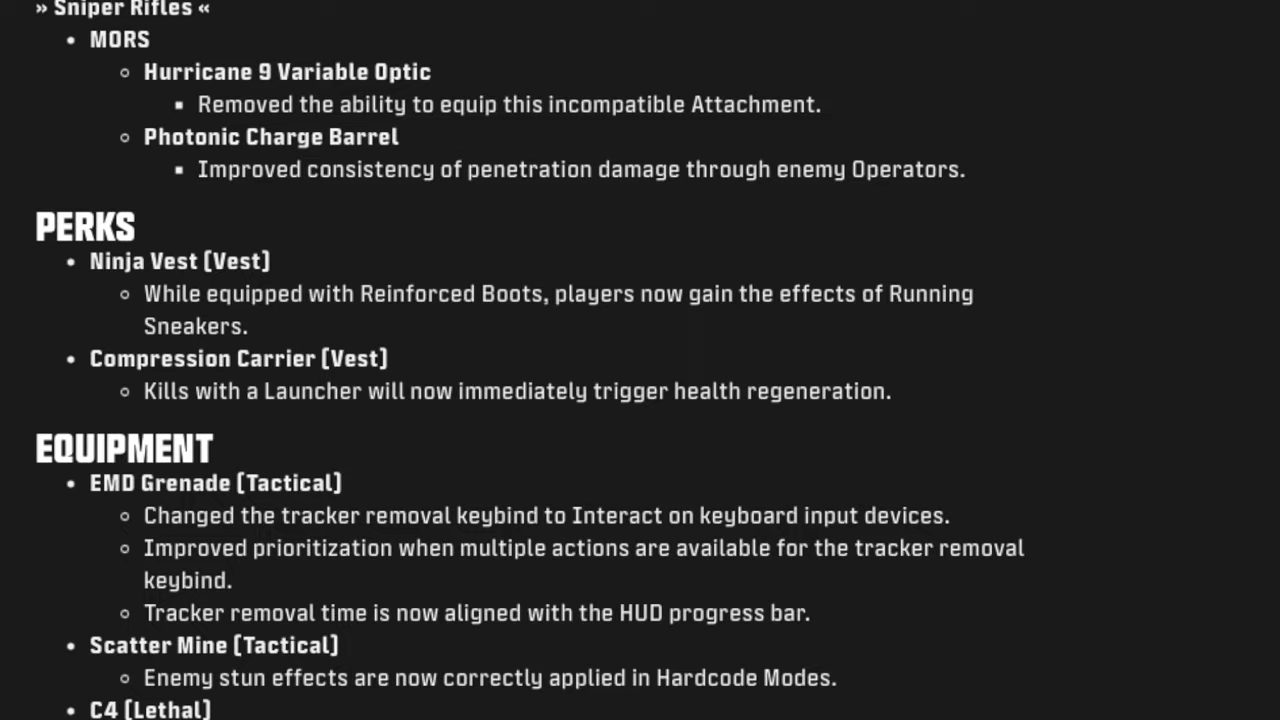 » Sniper Rifles «
• MORS
◦ Hurricane 9 Variable Optic
▪ Removed the ability to equip this incompatible Attachment.
◦ Photonic Charge Barrel
▪ Improved consistency of penetration damage through enemy Operators.
PERKS
• Ninja Vest [Vest]
◦ While equipped with Reinforced Boots, players now gain the effects of Running
Sneakers.
• Compression Carrier [Vest]
◦ Kills with a Launcher will now immediately trigger health regeneration.
EQUIPMENT
• EMD Grenade [Tactical]
◦ Changed the tracker removal keybind to Interact on keyboard input devices.
◦ Improved prioritization when multiple actions are available for the tracker removal
keybind.
◦ Tracker removal time is now aligned with the HUD progress bar.
• Scatter Mine [Tactical]
◦ Enemy stun effects are now correctly applied in Hardcode Modes.
• C4 [Lethal]